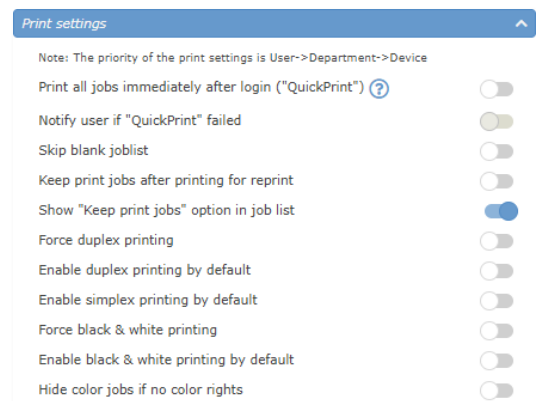 Print settings
Note: The priority of the print settings is User->Department->Device
Print all jobs immediately after login ("QuickPrint") ?
Notify user if "QuickPrint" failed
Skip blank joblist
Keep print jobs after printing for reprint
Show "Keep print jobs" option in job list
Force duplex printing
Enable duplex printing by default
Enable simplex printing by default
Force black & white printing
Enable black & white printing by default
Hide color jobs if no color rights